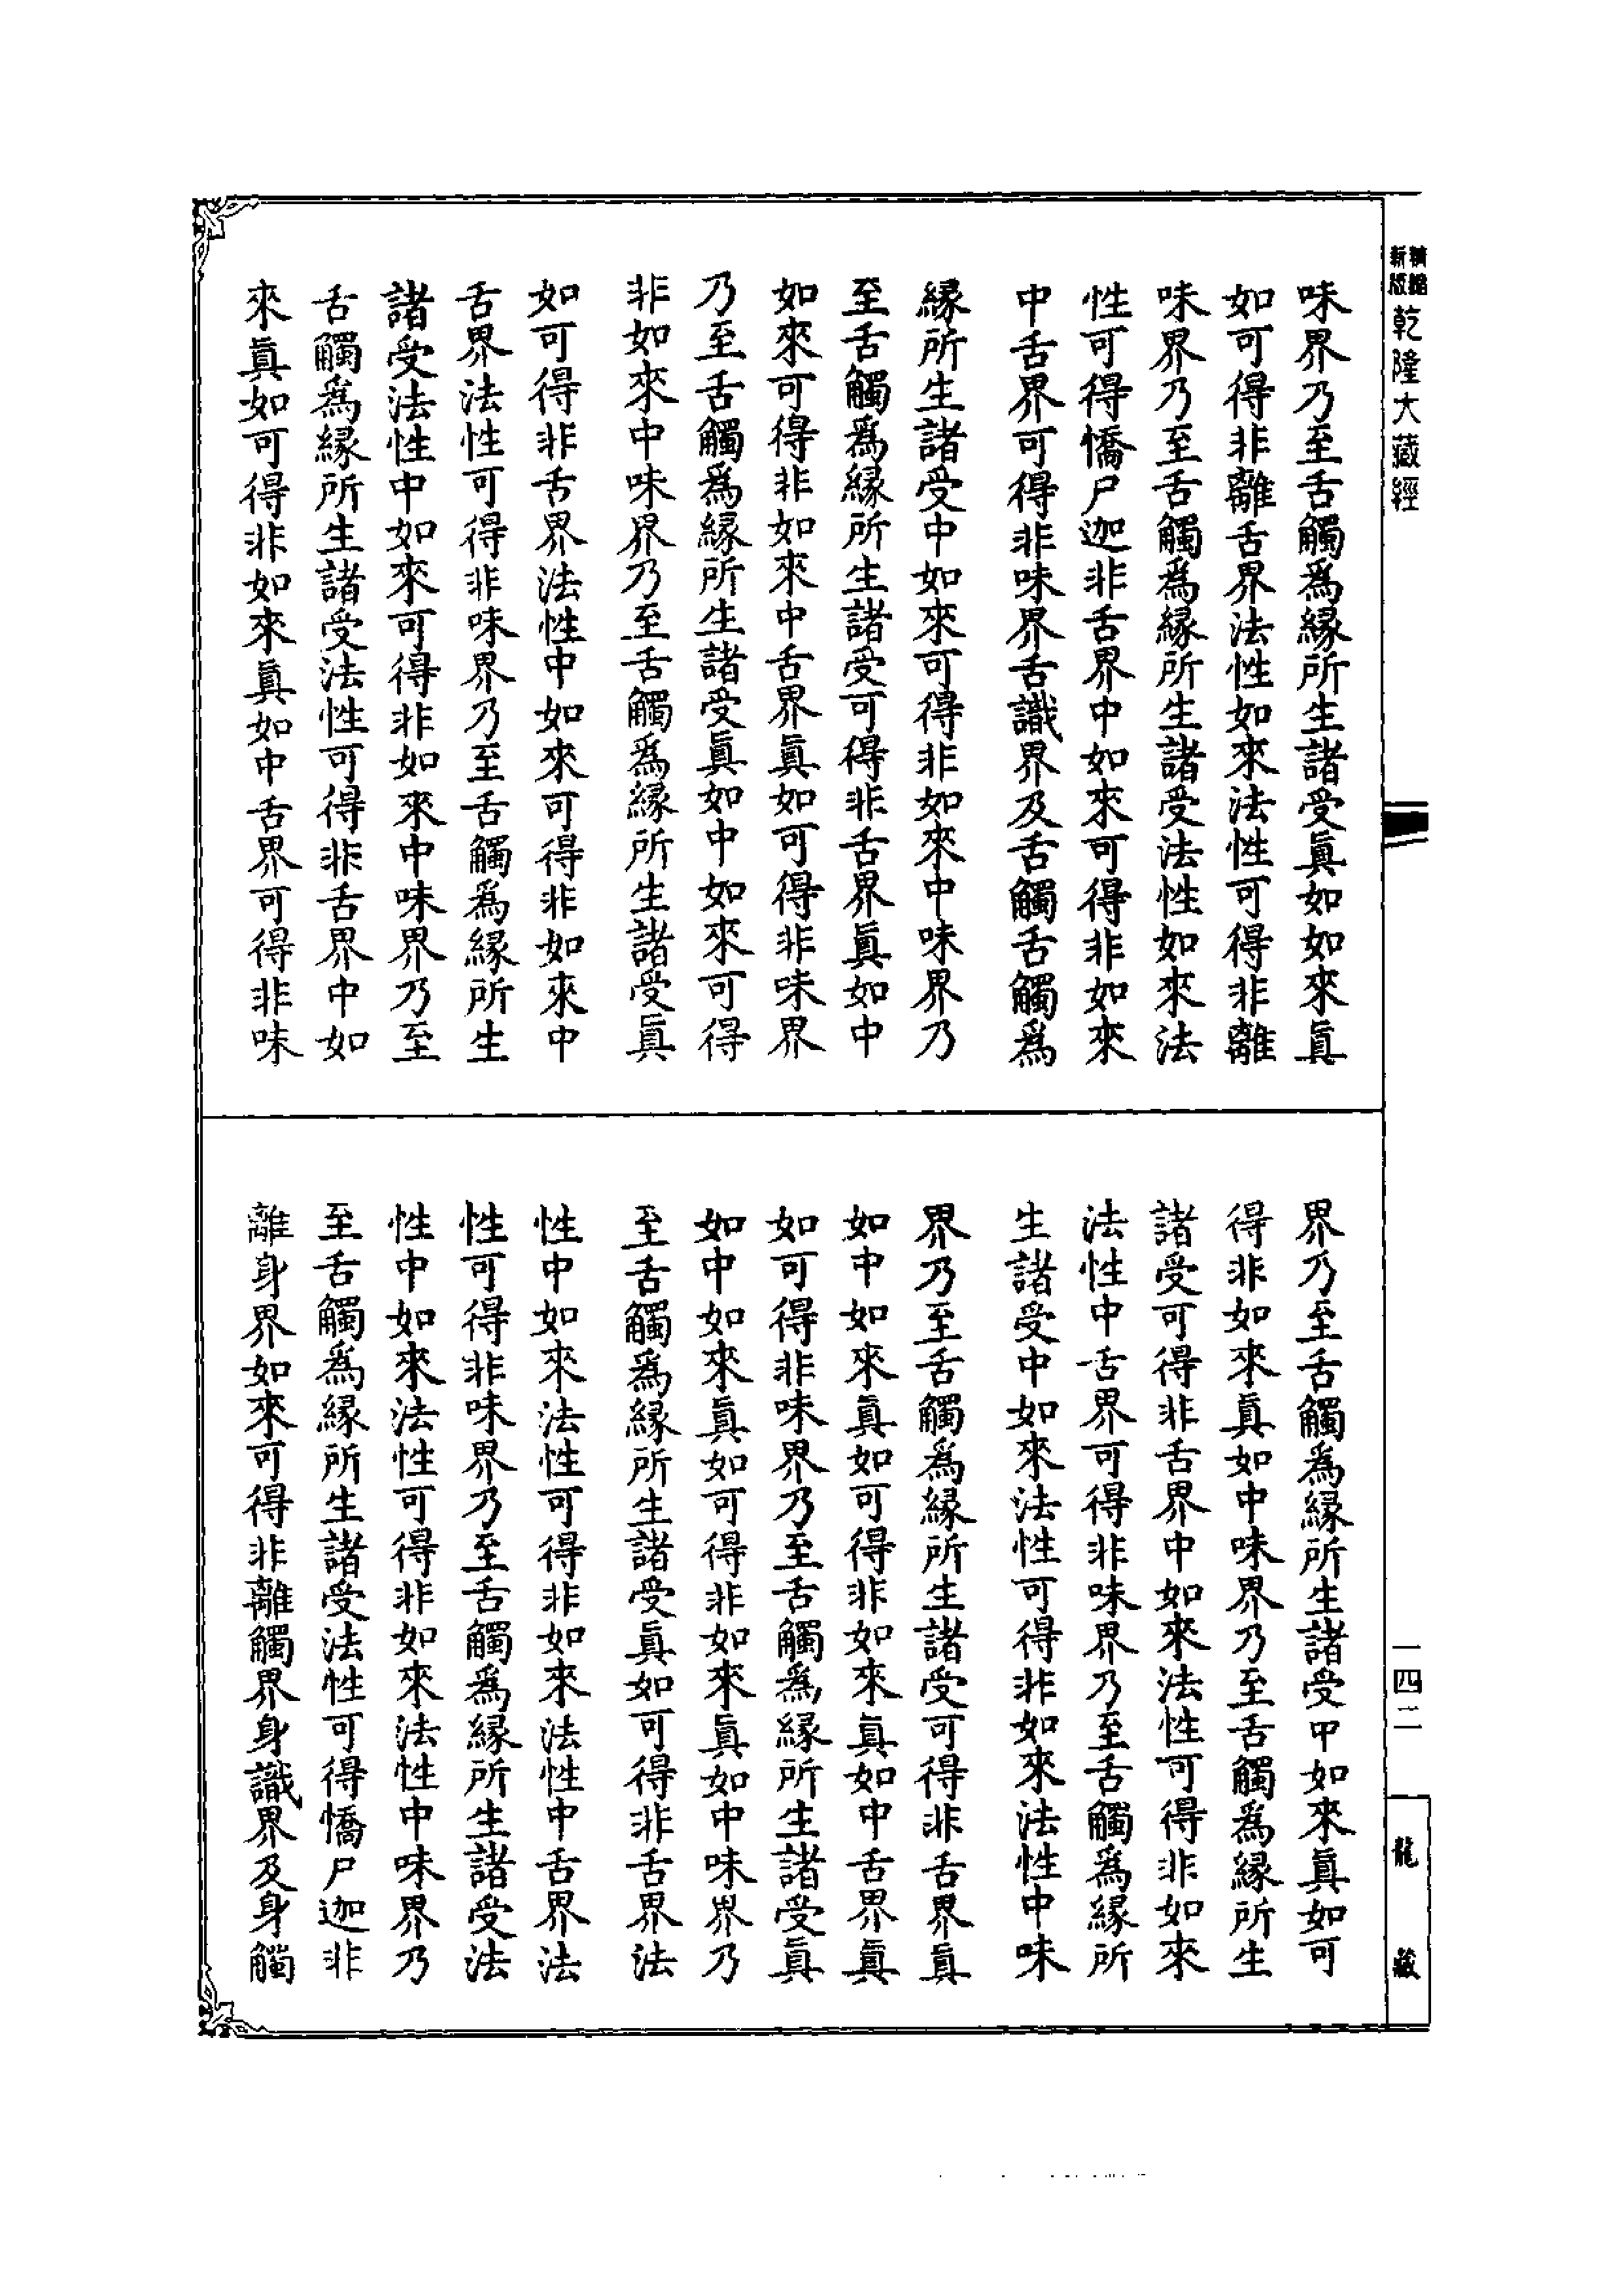 精縮
新版
乾隆大藏經
味界乃至舌觸爲緣所生諸受眞如如來眞
如可得非離舌界法性如來法性可得非離
味界乃至舌觸爲緣所生諸受法性如來法
性可得憍尸迦非舌界中如來可得非如來
中舌界可得非味界舌識界及舌觸舌觸爲
緣所生諸受中如來可得非如來中味界乃
至舌觸爲緣所生諸受可得非舌界眞如中
如來可得非如來中舌界眞如可得非味界
乃至舌觸爲緣所生諸受眞如中如來可得
非如來中味界乃至舌觸爲緣所生諸受眞
如可得非舌界法性中如來可得非如來中
舌界法性可得非味界乃至舌觸爲緣所生
諸受法性中如來可得非如來中味界乃至
舌觸爲緣所生諸受法性可得非舌界中如
來眞如可得非如來眞如中舌界可得非味
界乃至舌觸爲緣所生諸受中如來眞如可
得非如來眞如中味界乃至舌觸爲緣所生
諸受可得非舌界中如來法性可得非如來
法性中舌界可得非味界乃至舌觸爲緣所
生諸受中如來法性可得非如來法性中味
界乃至舌觸爲緣所生諸受可得非舌界眞
如中如來眞如可得非如來眞如中舌界眞
如可得非味界乃至舌觸爲緣所生諸受眞
如中如來眞如可得非如來眞如中味界乃
至舌觸爲緣所生諸受眞如可得非舌界法
性中如來法性可得非如來法性中舌界法
性可得非味界乃至舌觸爲緣所生諸受法
性中如來法性可得非如來法性中味界乃
至舌觸爲緣所生諸受法性可得憍尸迦非
離身界如來可得非離觸界身識界及身觸
一四二
龍藏